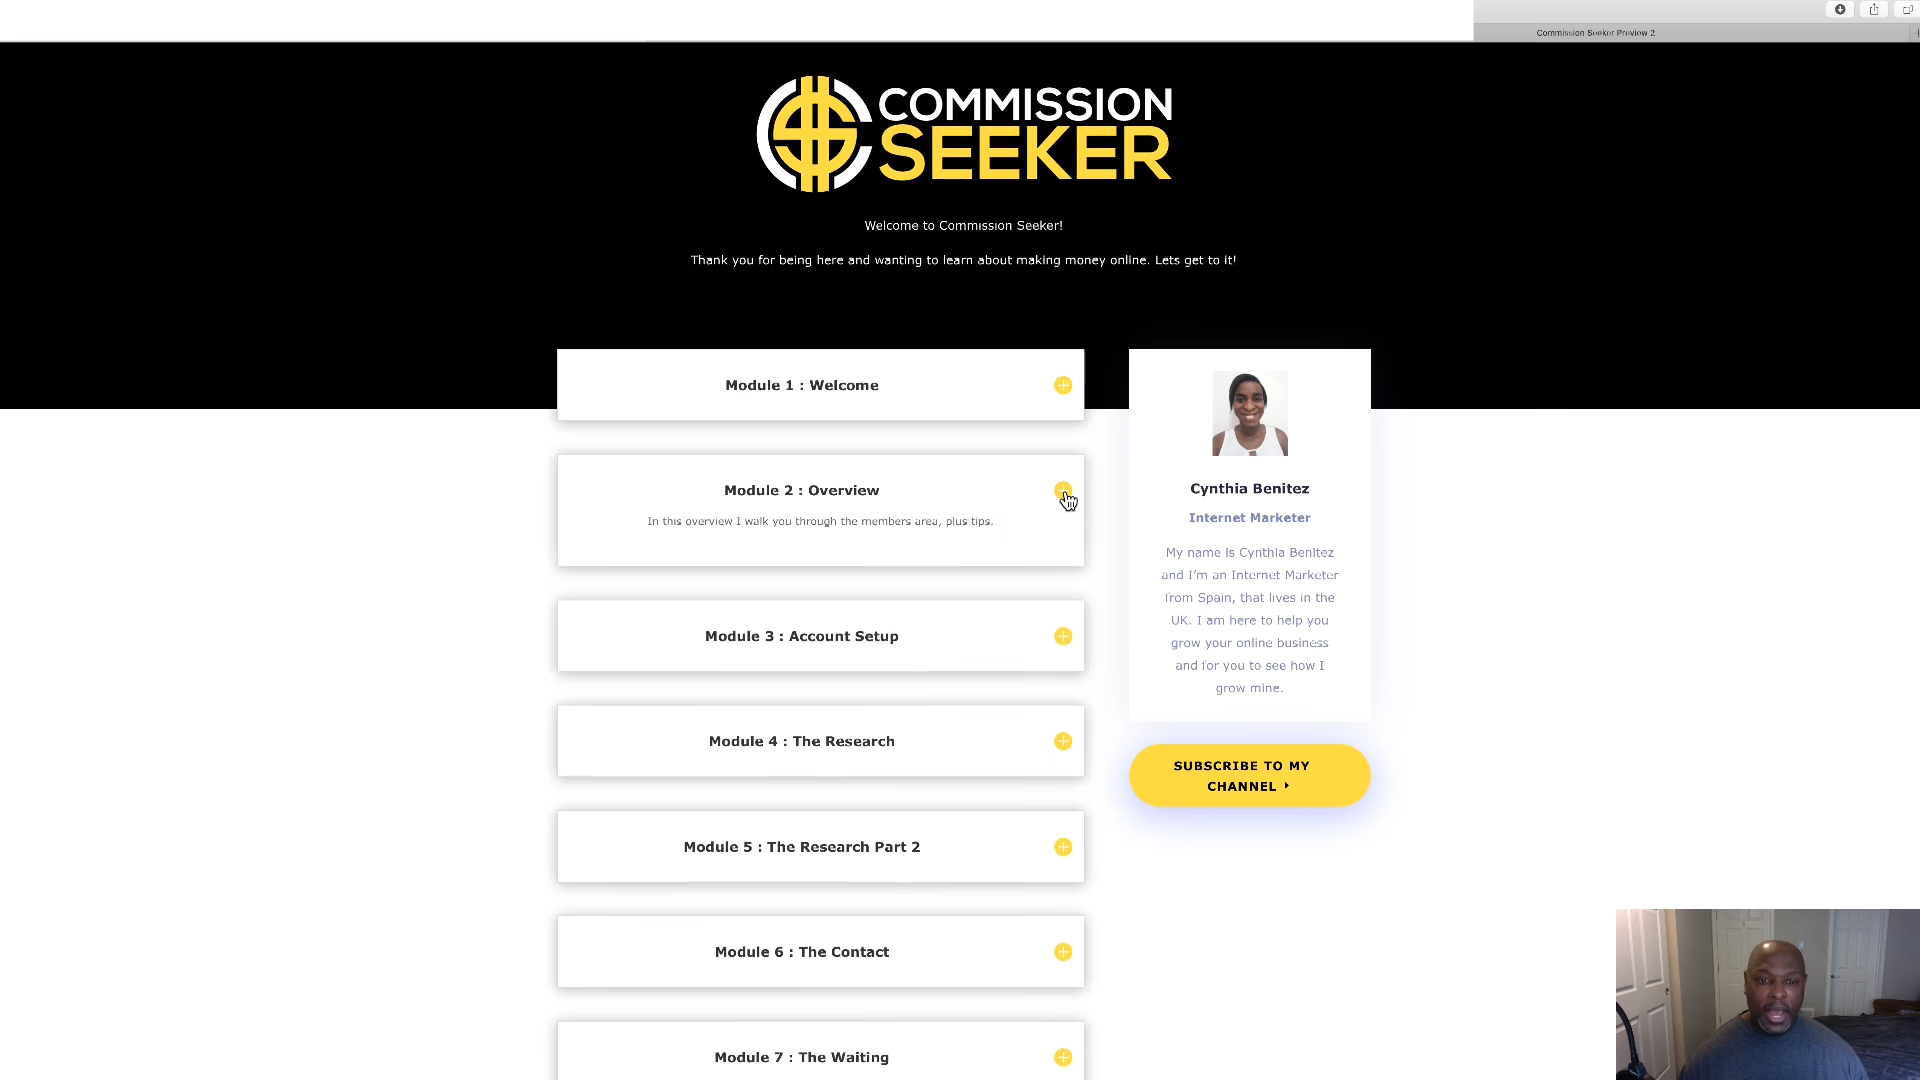 Commission Seeker Preview 2
COMMISSION
SEEKER
Welcome to Commission Seeker!
Thank you for being here and wanting to learn about making money online. Lets get to it!
Module 1 : Welcome
Module 2 : Overview
In this overview I walk you through the members area, plus tips.
Module 3 : Account Setup
Module 4 : The Research
Module 5 : The Research Part 2
Module 6 : The Contact
Module 7 : The Waiting
Cynthia Benitez
Internet Marketer
My name is Cynthia Benitez
and I’m an Internet Marketer
from Spain, that lives in the
UK. I am here to help you
grow your online business
and for you to see how I
grow mine.
SUBSCRIBE TO MY
CHANNEL